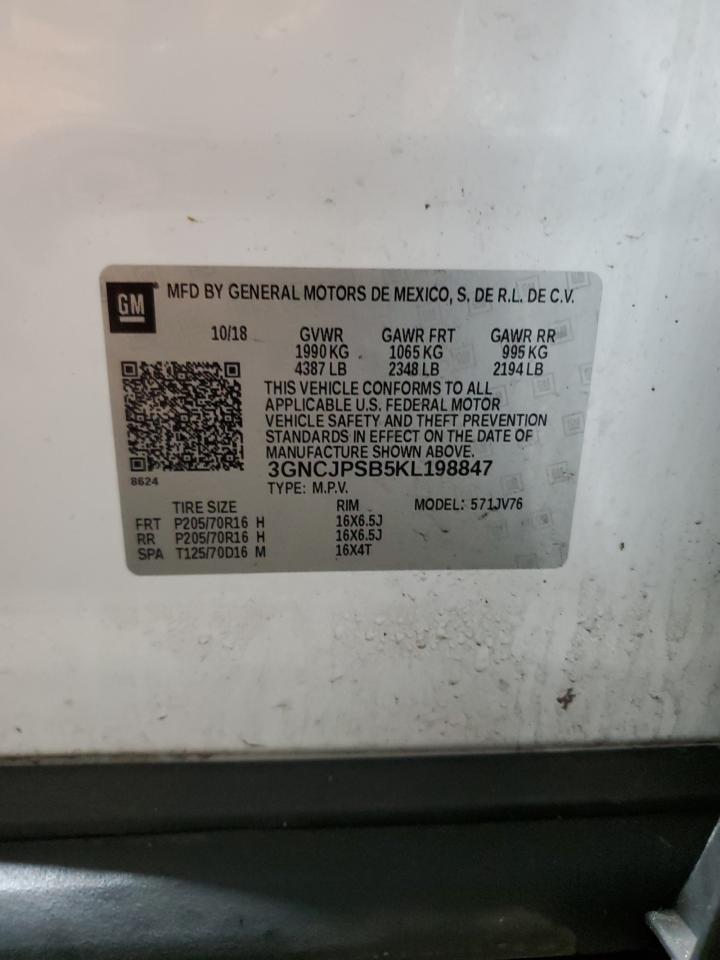 GM MFD BY GENERAL MOTORS DE MEXICO, S. DE R.L. DE C.V.
10/18 GVWR GAWR FRT GAWR RR
1990 KG 1065 KG 995 KG
4387 LB 2348 LB 2194 LB
THIS VEHICLE CONFORMS TO ALL
APPLICABLE U.S. FEDERAL MOTOR
VEHICLE SAFETY AND THEFT PREVENTION
STANDARDS IN EFFECT ON THE DATE OF
MANUFACTURE SHOWN ABOVE.
3GNCJPSB5KL198847
8624
TYPE: M.P.V.
TIRE SIZE RIM MODEL: 571JV76
FRT P205/70R16 H 16X6.5J
RR P205/70R16 H 16X6.5J
SPA T125/70D16 M 16X4T